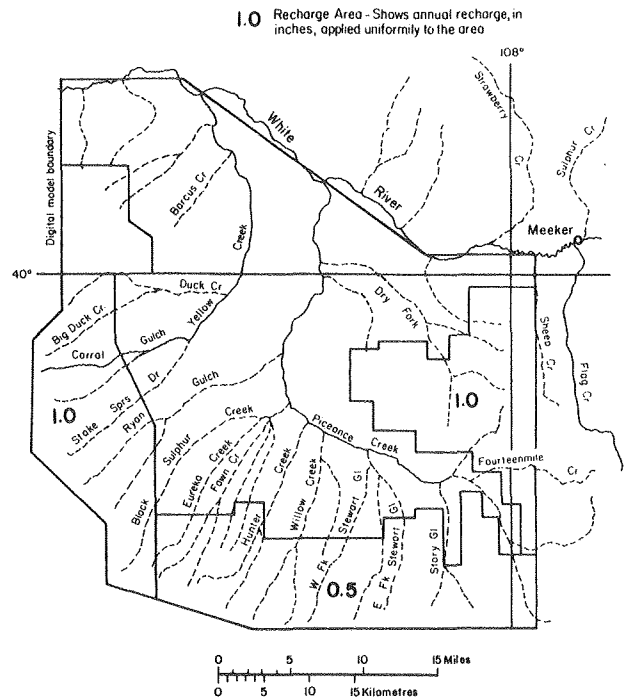 1.0 Recharge Area - Shows annual recharge, in
inches, applied uniformily to the area
108°
Strawberry
Cr
Sulphur Cr
White
River
Meeker
Digital model boundary
Barcus Cr
Creek
40°
Duck Cr
Yellow
Big Duck Cr.
Corral Gulch
Dry Fork
Sheep Cr
Flag Cr
1.0
Stake Sprs Dr
Ryan Gulch
1.0
Black Sulphur Creek
Piceance Creek
Fourteenmile Cr
Eureka Creek
Fawn Cr
Hunter Creek
Willow Creek
W Fk Stewart Gl
E Fk Stewart Gl
Story Gl
0.5
0 5 10 15 Miles
0 5 10 15 Kilometres